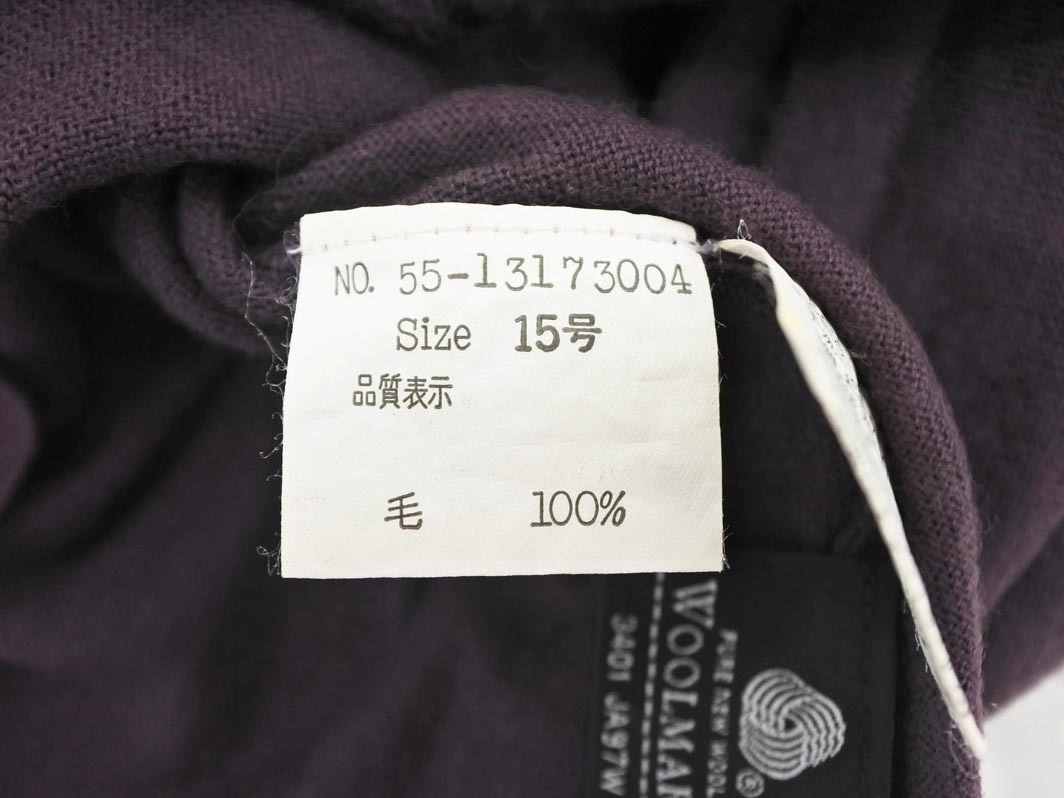 NO. 55-13173004
Size 15号
品質表示
毛 100%
WOOLMAR
PURE NEW WOOL
3401 JA97W
®